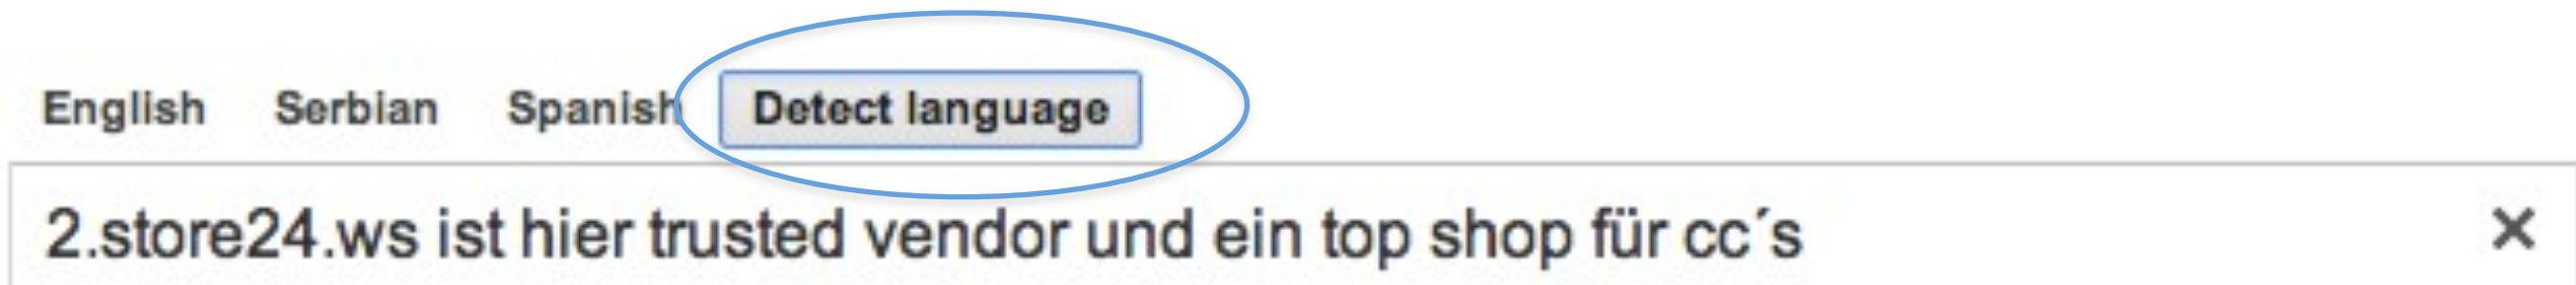 English Serbian Spanish Detect language
2.store24.ws ist hier trusted vendor und ein top shop für cc´s